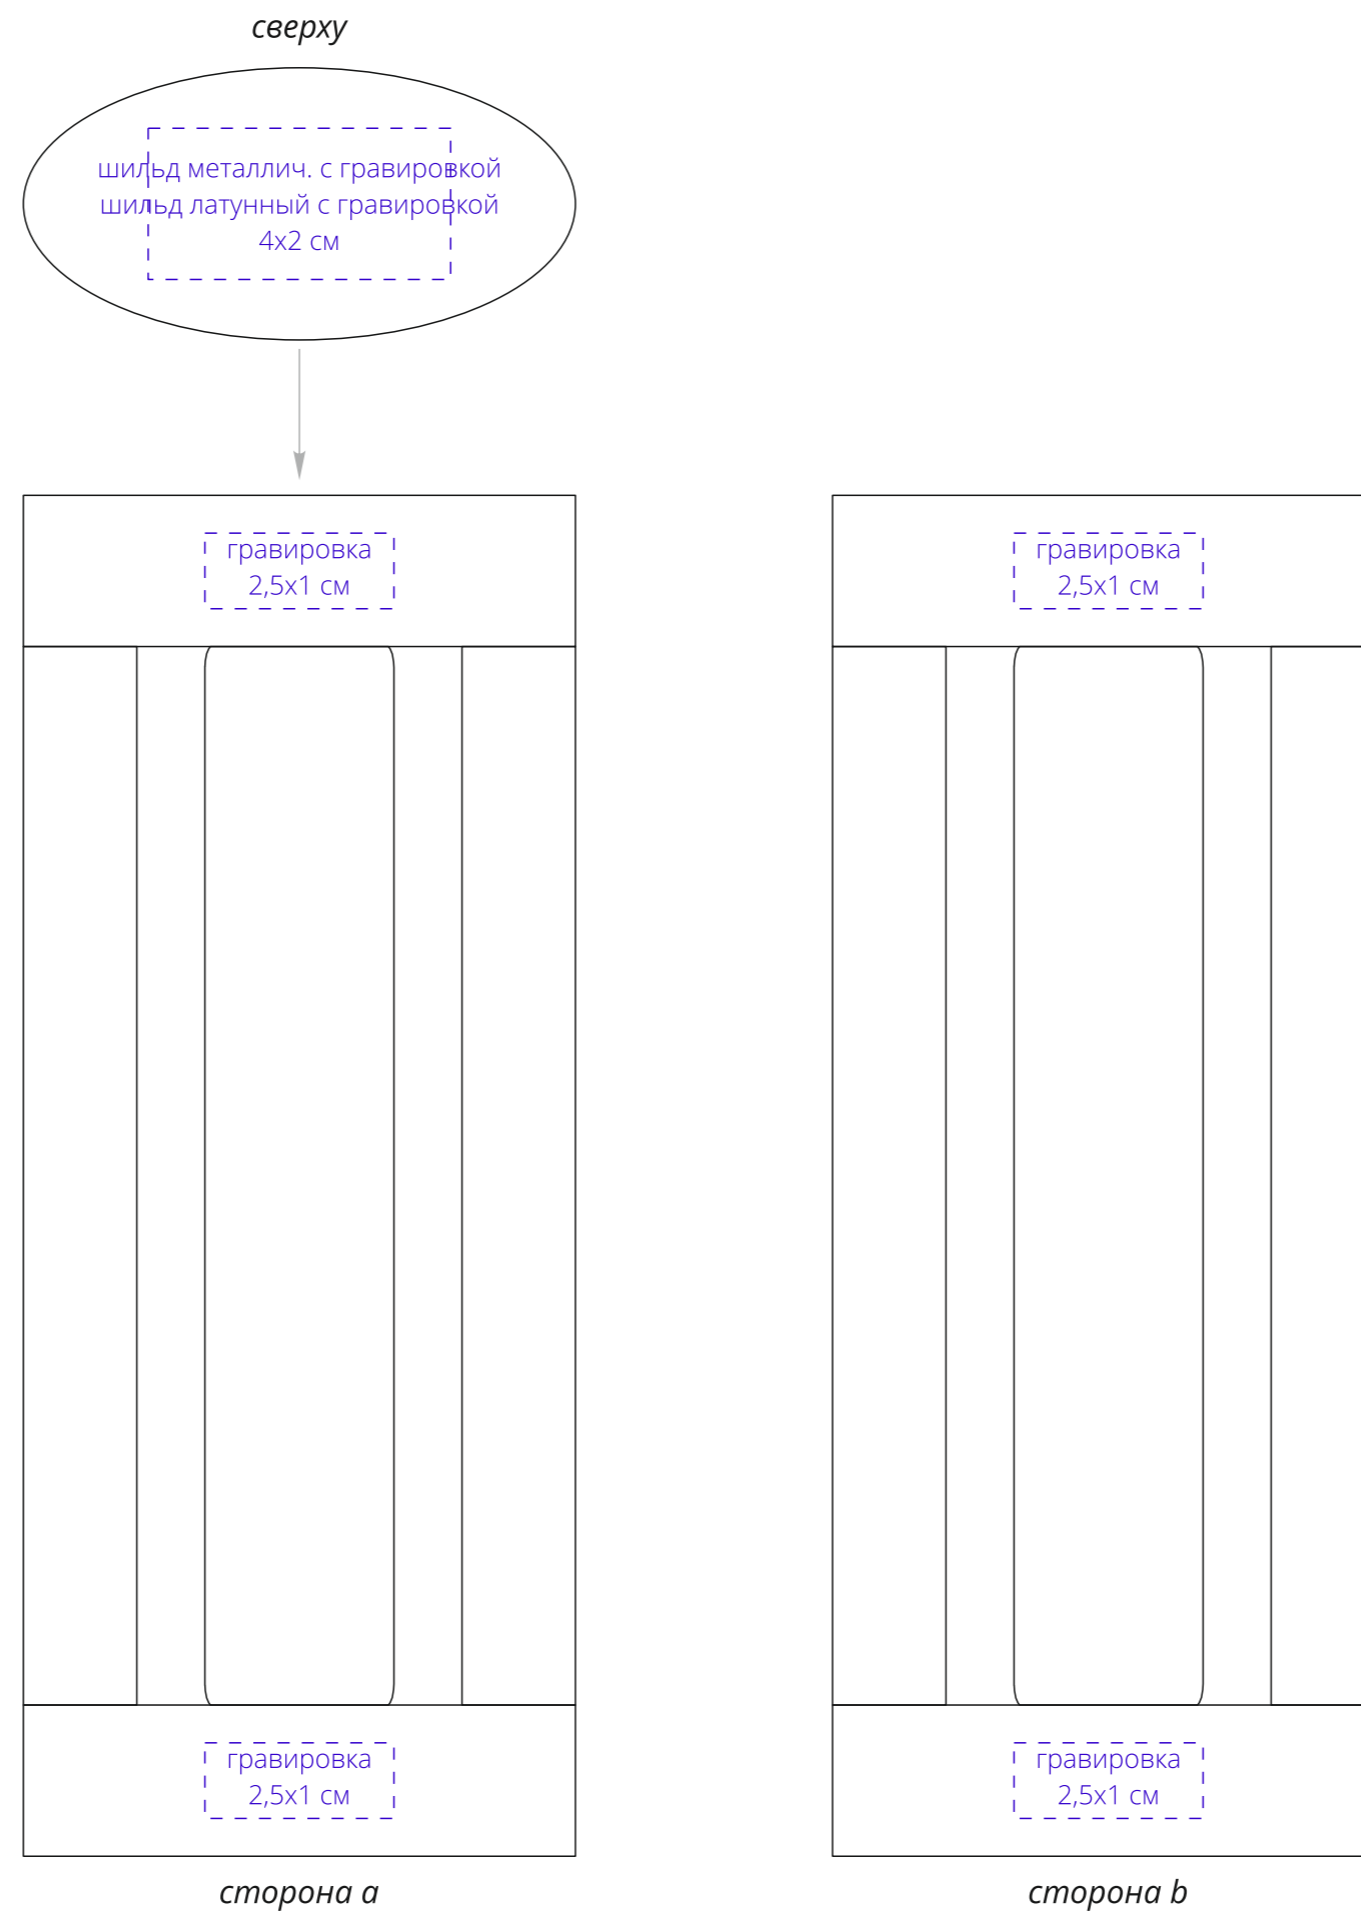 сверху
шильд металлич. с гравировкой
шильд латунный с гравировкой
4х2 см
гравировка
2,5х1 см
гравировка
2,5х1 см
гравировка
2,5х1 см
гравировка
2,5х1 см
сторона a
сторона b